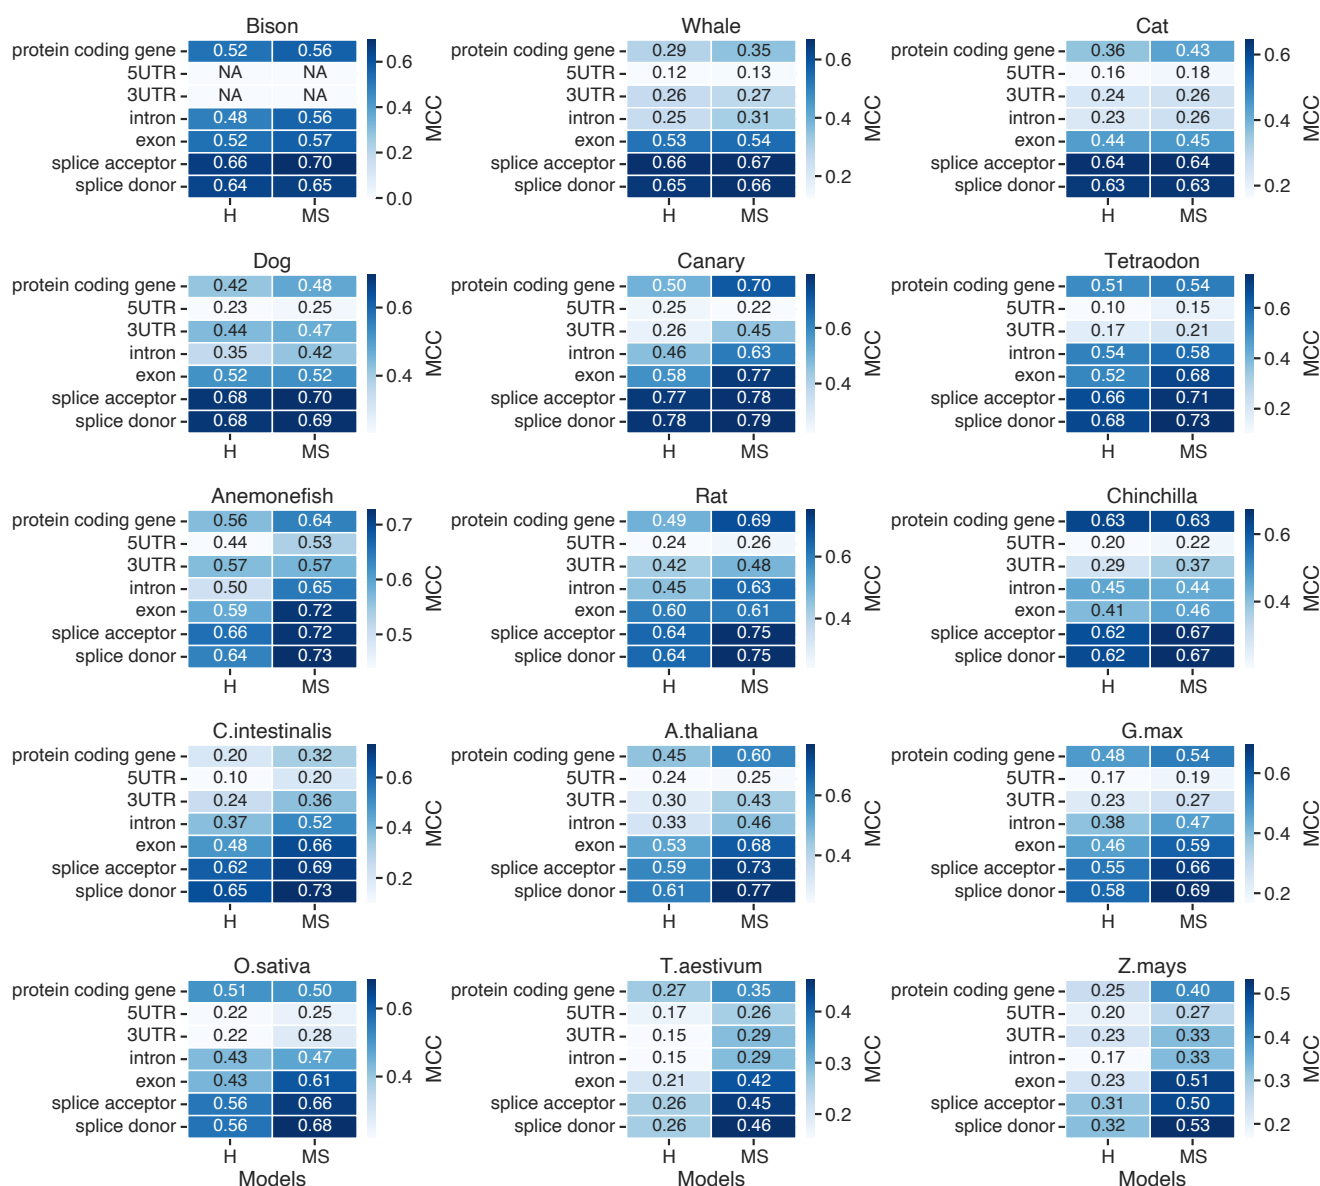 Bison
protein coding gene 0.52 0.56
5UTR NA NA
3UTR NA NA
intron 0.48 0.56
exon 0.52 0.57
splice acceptor 0.66 0.70
splice donor 0.64 0.65
H MS
0.6
0.4
0.2
0.0
MCC
Whale
protein coding gene 0.29 0.35
5UTR 0.12 0.13
3UTR 0.26 0.27
intron 0.25 0.31
exon 0.53 0.54
splice acceptor 0.66 0.67
splice donor 0.65 0.66
H MS
0.6
0.4
0.2
MCC
Cat
protein coding gene 0.36 0.43
5UTR 0.16 0.18
3UTR 0.24 0.26
intron 0.23 0.26
exon 0.44 0.45
splice acceptor 0.64 0.64
splice donor 0.63 0.63
H MS
0.6
0.4
0.2
MCC
Dog
protein coding gene 0.42 0.48
5UTR 0.23 0.25
3UTR 0.44 0.47
intron 0.35 0.42
exon 0.52 0.52
splice acceptor 0.68 0.70
splice donor 0.68 0.69
H MS
0.6
0.4
MCC
Canary
protein coding gene 0.50 0.70
5UTR 0.25 0.22
3UTR 0.26 0.45
intron 0.46 0.63
exon 0.58 0.77
splice acceptor 0.77 0.78
splice donor 0.78 0.79
H MS
0.6
0.4
MCC
Tetraodon
protein coding gene 0.51 0.54
5UTR 0.10 0.15
3UTR 0.17 0.21
intron 0.54 0.58
exon 0.52 0.68
splice acceptor 0.66 0.71
splice donor 0.68 0.73
H MS
0.6
0.4
0.2
MCC
Anemonefish
protein coding gene 0.56 0.64
5UTR 0.44 0.53
3UTR 0.57 0.57
intron 0.50 0.65
exon 0.59 0.72
splice acceptor 0.66 0.72
splice donor 0.64 0.73
H MS
0.7
0.6
0.5
MCC
Rat
protein coding gene 0.49 0.69
5UTR 0.24 0.26
3UTR 0.42 0.48
intron 0.45 0.63
exon 0.60 0.61
splice acceptor 0.64 0.75
splice donor 0.64 0.75
H MS
0.6
0.4
MCC
Chinchilla
protein coding gene 0.63 0.63
5UTR 0.20 0.22
3UTR 0.29 0.37
intron 0.45 0.44
exon 0.41 0.46
splice acceptor 0.62 0.67
splice donor 0.62 0.67
H MS
0.6
0.4
MCC
C.intestinalis
protein coding gene 0.20 0.32
5UTR 0.10 0.20
3UTR 0.24 0.36
intron 0.37 0.52
exon 0.48 0.66
splice acceptor 0.62 0.69
splice donor 0.65 0.73
H MS
0.6
0.4
0.2
MCC
A.thaliana
protein coding gene 0.45 0.60
5UTR 0.24 0.25
3UTR 0.30 0.43
intron 0.33 0.46
exon 0.53 0.68
splice acceptor 0.59 0.73
splice donor 0.61 0.77
H MS
0.6
0.4
MCC
G.max
protein coding gene 0.48 0.54
5UTR 0.17 0.19
3UTR 0.23 0.27
intron 0.38 0.47
exon 0.46 0.59
splice acceptor 0.55 0.66
splice donor 0.58 0.69
H MS
0.6
0.4
0.2
MCC
O.sativa
protein coding gene 0.51 0.50
5UTR 0.22 0.25
3UTR 0.22 0.28
intron 0.43 0.47
exon 0.43 0.61
splice acceptor 0.56 0.66
splice donor 0.56 0.68
H MS
Models
0.6
0.4
MCC
T.aestivum
protein coding gene 0.27 0.35
5UTR 0.17 0.26
3UTR 0.15 0.29
intron 0.15 0.29
exon 0.21 0.42
splice acceptor 0.26 0.45
splice donor 0.26 0.46
H MS
Models
0.4
0.3
0.2
MCC
Z.mays
protein coding gene 0.25 0.40
5UTR 0.20 0.27
3UTR 0.23 0.33
intron 0.17 0.33
exon 0.23 0.51
splice acceptor 0.31 0.50
splice donor 0.32 0.53
H MS
Models
0.5
0.4
0.3
0.2
MCC